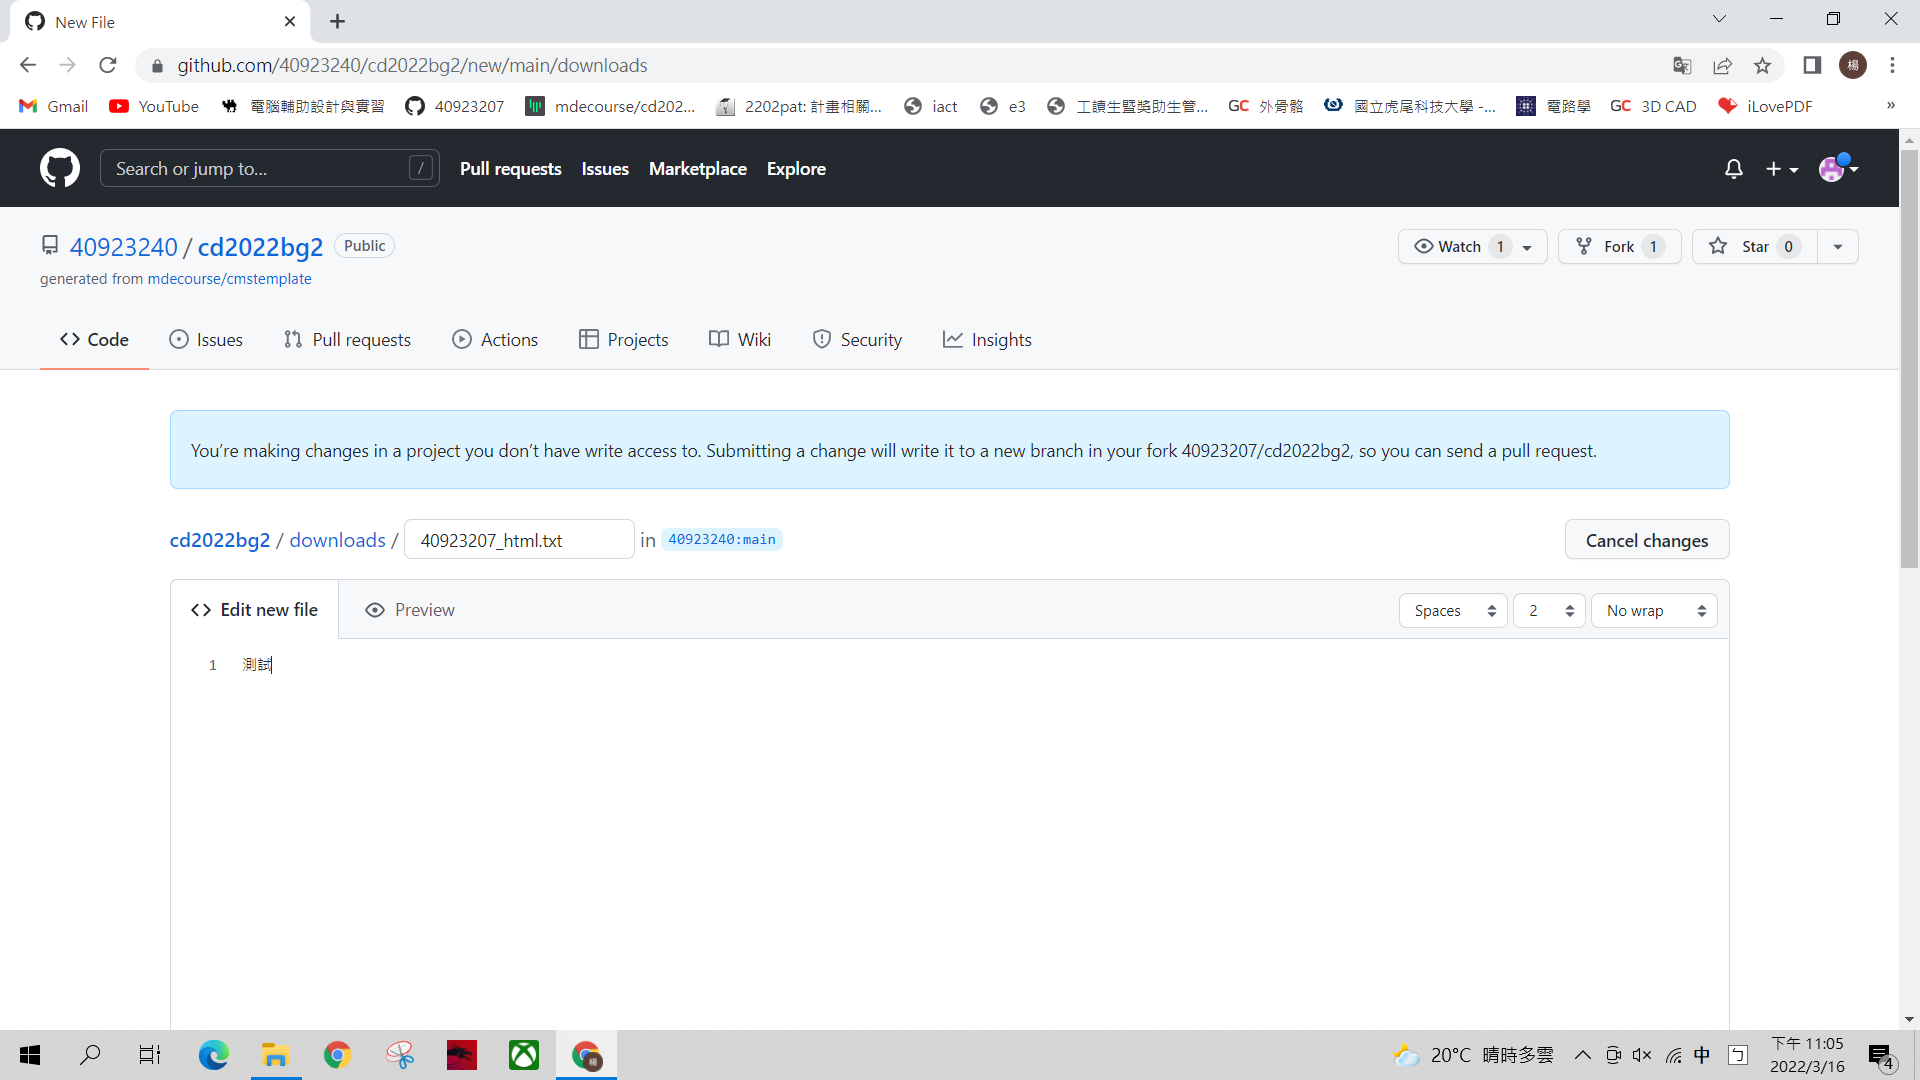 New File
github.com/40923240/cd2022bg2/new/main/downloads
楊
Gmail YouTube 電腦輔助設計與實習 40923207 mdecourse/cd202... 2202pat: 計畫相關... iact e3 工讀生暨獎助生管... GC 外骨骼 國立虎尾科技大學 -... 電路學 GC 3D CAD iLovePDF »
Search or jump to... / Pull requests Issues Marketplace Explore
40923240 / cd2022bg2 Public Watch 1 Fork 1 Star 0
generated from mdecourse/cmstemplate
Code Issues Pull requests Actions Projects Wiki Security Insights
You’re making changes in a project you don’t have write access to. Submitting a change will write it to a new branch in your fork 40923207/cd2022bg2, so you can send a pull request.
cd2022bg2 / downloads / 40923207_html.txt in 40923240:main Cancel changes
Edit new file Preview Spaces 2 No wrap
1 測試
20°C 晴時多雲 中 ㄅ 下午 11:05
2022/3/16 4